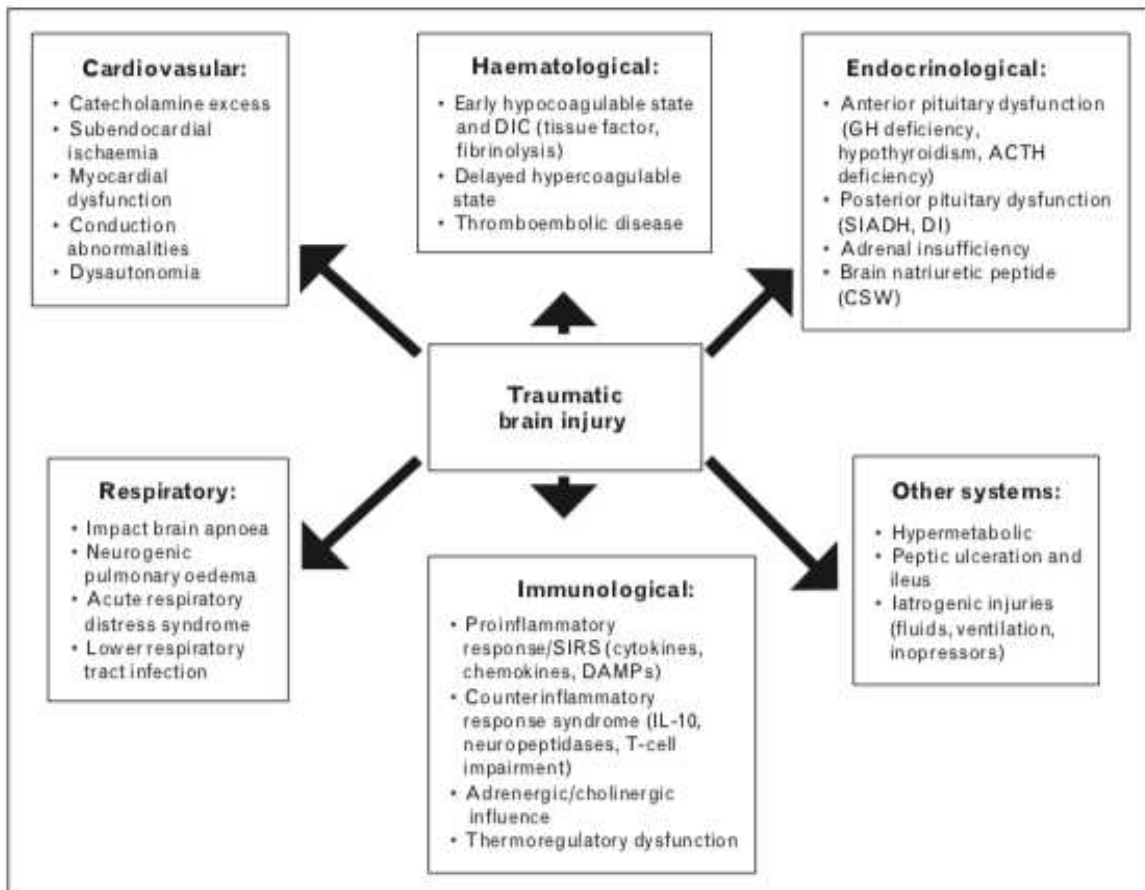 Cardiovasular:
• Catecholamine excess
• Subendocardial
ischaemia
• Myocardial
dysfunction
• Conduction
abnormalities
• Dysautonomia
Haematological:
• Early hypocoagulable state
and DIC (tissue factor,
fibrinolysis)
• Delayed hypercoagulable
state
• Thromboembolic disease
Endocrinological:
• Anterior pituitary dysfunction
(GH deficiency,
hypothyroidism, ACTH
deficiency)
• Posterior pituitary dysfunction
(SIADH, DI)
• Adrenal insufficiency
• Brain natriuretic peptide
(CSW)
Traumatic
brain injury
Respiratory:
• Impact brain apnoea
• Neurogenic
pulmonary oedema
• Acute respiratory
distress syndrome
• Lower respiratory
tract infection
Immunological:
• Proinflammatory
response/SIRS (cytokines,
chemokines, DAMPs)
• Counterinflammatory
response syndrome (IL-10,
neuropeptidases, T-cell
impairment)
• Adrenergic/cholinergic
influence
• Thermoregulatory dysfunction
Other systems:
• Hypermetabolic
• Peptic ulceration and
ileus
• Iatrogenic injuries
(fluids, ventilation,
inopressors)